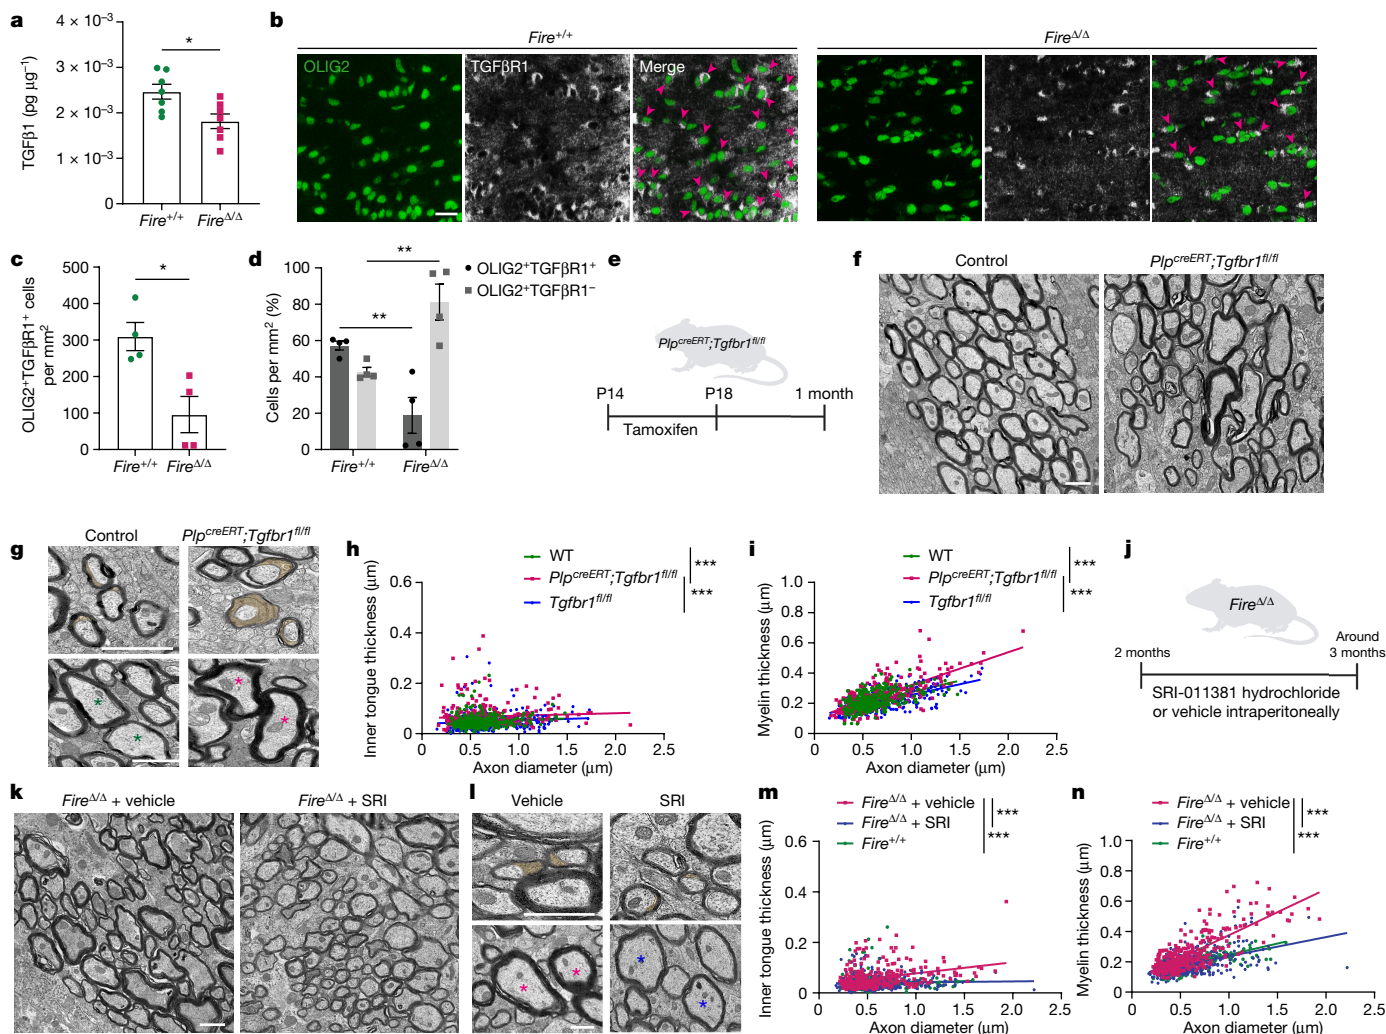 a
4 × 10⁻³
3 × 10⁻³
2 × 10⁻³
1 × 10⁻³
0
TGFβ1 (pg µg⁻¹)
*
Fire⁺/⁺
FireΔ/Δ
b
Fire⁺/⁺
FireΔ/Δ
OLIG2
TGFβR1
Merge
c
500
400
300
200
100
0
OLIG2⁺TGFβR1⁺ cells
per mm²
*
Fire⁺/⁺
FireΔ/Δ
d
100
80
60
40
20
0
Cells per mm² (%)
**
**
OLIG2⁺TGFβR1⁺
OLIG2⁺TGFβR1⁻
Fire⁺/⁺
FireΔ/Δ
e
PlpcreERT;Tgfbr1fl/fl
P14
P18
1 month
Tamoxifen
f
Control
PlpcreERT;Tgfbr1fl/fl
g
Control
PlpcreERT;Tgfbr1fl/fl
*
*
*
*
h
WT
PlpcreERT;Tgfbr1fl/fl
Tgfbr1fl/fl
***
***
0.6
0.4
0.2
0
Inner tongue thickness (µm)
0
0.5
1.0
1.5
2.0
2.5
Axon diameter (µm)
i
WT
PlpcreERT;Tgfbr1fl/fl
Tgfbr1fl/fl
***
***
1.0
0.8
0.6
0.4
0.2
0
Myelin thickness (µm)
0
0.5
1.0
1.5
2.0
2.5
Axon diameter (µm)
j
FireΔ/Δ
2 months
Around
3 months
SRI-011381 hydrochloride
or vehicle intraperitoneally
k
FireΔ/Δ + vehicle
FireΔ/Δ + SRI
l
Vehicle
SRI
*
*
*
*
m
FireΔ/Δ + vehicle
FireΔ/Δ + SRI
Fire⁺/⁺
***
***
0.6
0.4
0.2
0
Inner tongue thickness (µm)
0
0.5
1.0
1.5
2.0
2.5
Axon diameter (µm)
n
FireΔ/Δ + vehicle
FireΔ/Δ + SRI
Fire⁺/⁺
***
***
1.0
0.8
0.6
0.4
0.2
0
Myelin thickness (µm)
0
0.5
1.0
1.5
2.0
2.5
Axon diameter (µm)